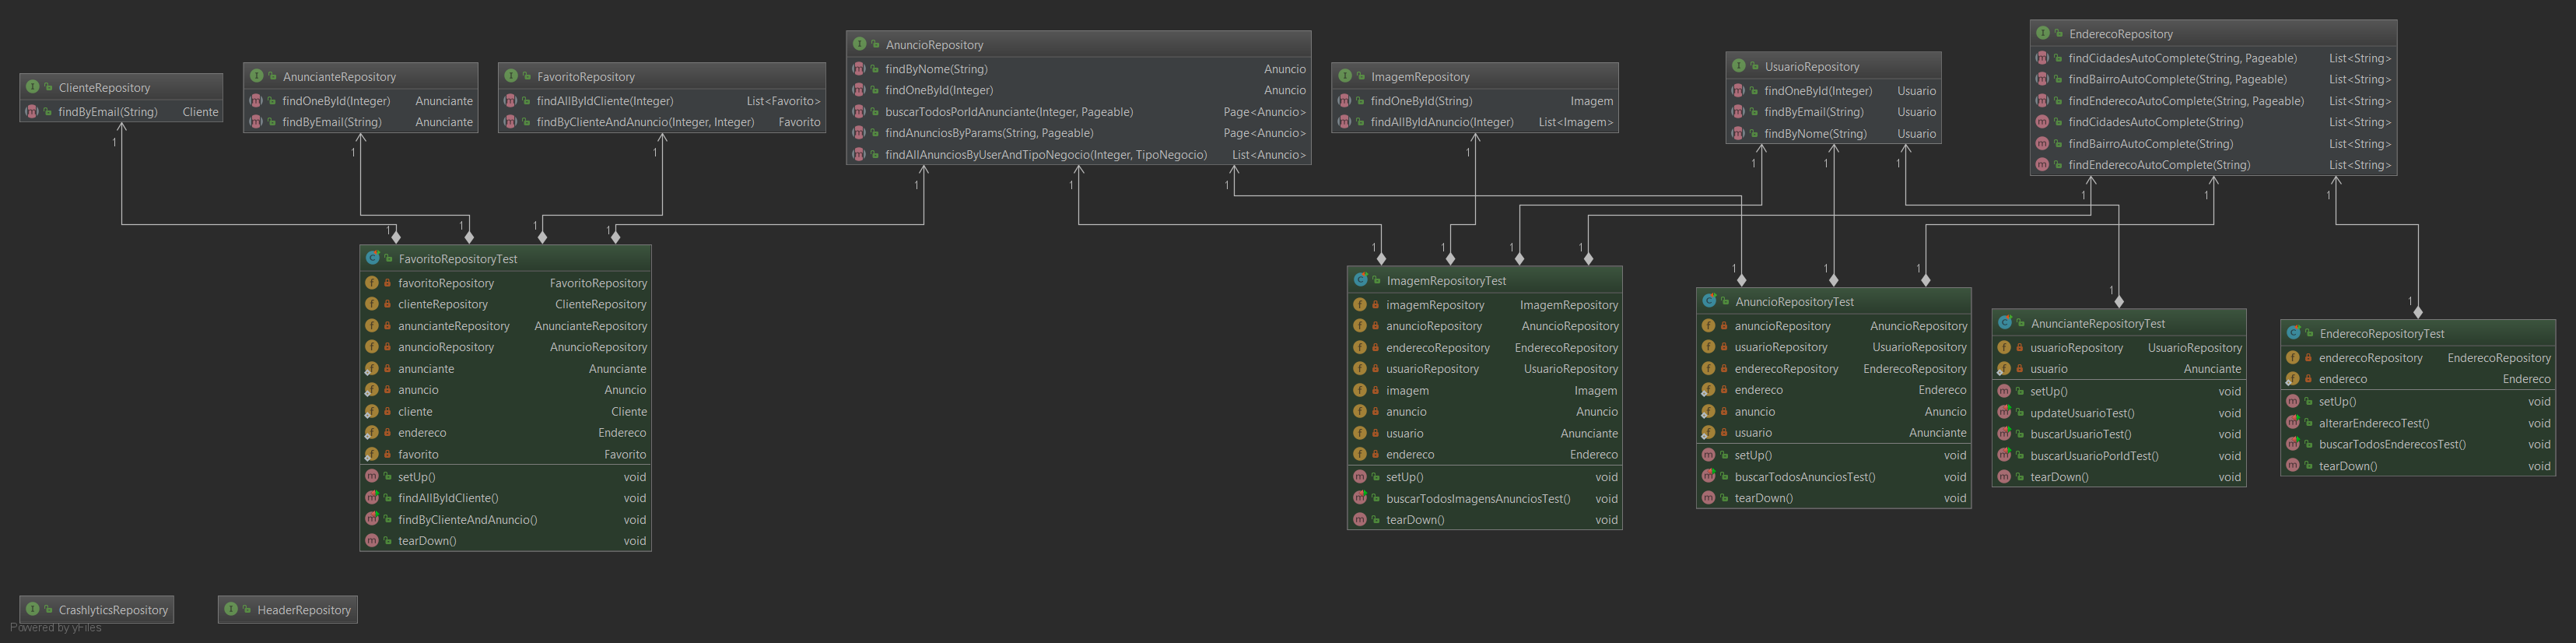 ClienteRepository
findByEmail(String) Cliente
AnuncianteRepository
findOneById(Integer) Anunciante
findByEmail(String) Anunciante
FavoritoRepository
findAllByIdCliente(Integer) List<Favorito>
findByClienteAndAnuncio(Integer, Integer) Favorito
AnuncioRepository
findByNome(String) Anuncio
findOneById(Integer) Anuncio
buscarTodosPorIdAnunciante(Integer, Pageable) Page<Anuncio>
findAnunciosByParams(String, Pageable) Page<Anuncio>
findAllAnunciosByUserAndTipoNegocio(Integer, TipoNegocio) List<Anuncio>
ImagemRepository
findOneById(String) Imagem
findAllByIdAnuncio(Integer) List<Imagem>
UsuarioRepository
findOneById(Integer) Usuario
findByEmail(String) Usuario
findByNome(String) Usuario
EnderecoRepository
findCidadesAutoComplete(String, Pageable) List<String>
findBairroAutoComplete(String, Pageable) List<String>
findEnderecoAutoComplete(String, Pageable) List<String>
findCidadesAutoComplete(String) List<String>
findBairroAutoComplete(String) List<String>
findEnderecoAutoComplete(String) List<String>
1 1 1 1 1 1 1 1 1 1 1 1 1
1 1 1 1 1 1 1 1 1 1 1 1 1
FavoritoRepositoryTest
favoritoRepository FavoritoRepository
clienteRepository ClienteRepository
anuncianteRepository AnuncianteRepository
anuncioRepository AnuncioRepository
anunciante Anunciante
anuncio Anuncio
cliente Cliente
endereco Endereco
favorito Favorito
setUp() void
findAllByIdCliente() void
findByClienteAndAnuncio() void
tearDown() void
ImagemRepositoryTest
imagemRepository ImagemRepository
anuncioRepository AnuncioRepository
enderecoRepository EnderecoRepository
usuarioRepository UsuarioRepository
imagem Imagem
anuncio Anuncio
usuario Anunciante
endereco Endereco
setUp() void
buscarTodosImagensAnunciosTest() void
tearDown() void
AnuncioRepositoryTest
anuncioRepository AnuncioRepository
usuarioRepository UsuarioRepository
enderecoRepository EnderecoRepository
endereco Endereco
anuncio Anuncio
usuario Anunciante
setUp() void
buscarTodosAnunciosTest() void
tearDown() void
AnuncianteRepositoryTest
usuarioRepository UsuarioRepository
usuario Anunciante
setUp() void
updateUsuarioTest() void
buscarUsuarioTest() void
buscarUsuarioPorIdTest() void
tearDown() void
EnderecoRepositoryTest
enderecoRepository EnderecoRepository
endereco Endereco
setUp() void
alterarEnderecoTest() void
buscarTodosEnderecosTest() void
tearDown() void
CrashlyticsRepository
HeaderRepository
Powered by yFiles